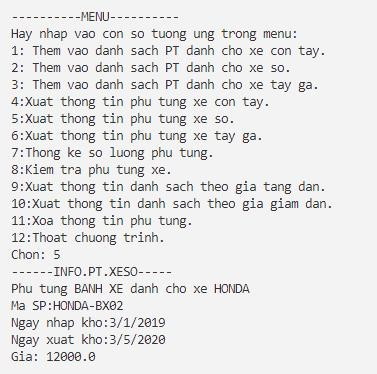 ----------MENU----------
Hay nhap vao con so tuong ung trong menu:
1: Them vao danh sach PT danh cho xe con tay.
2: Them vao danh sach PT danh cho xe so.
3: Them vao danh sach PT danh cho xe tay ga.
4:Xuat thong tin phu tung xe con tay.
5:Xuat thong tin phu tung xe so.
6:Xuat thong tin phu tung xe tay ga.
7:Thong ke so luong phu tung.
8:Kiem tra phu tung xe.
9:Xuat thong tin danh sach theo gia tang dan.
10:Xuat thong tin danh sach theo gia giam dan.
11:Xoa thong tin phu tung.
12:Thoat chuong trinh.
Chon: 5
------INFO.PT.XESO-----
Phu tung BANH XE danh cho xe HONDA
Ma SP:HONDA-BX02
Ngay nhap kho:3/1/2019
Ngay xuat kho:3/5/2020
Gia: 12000.0